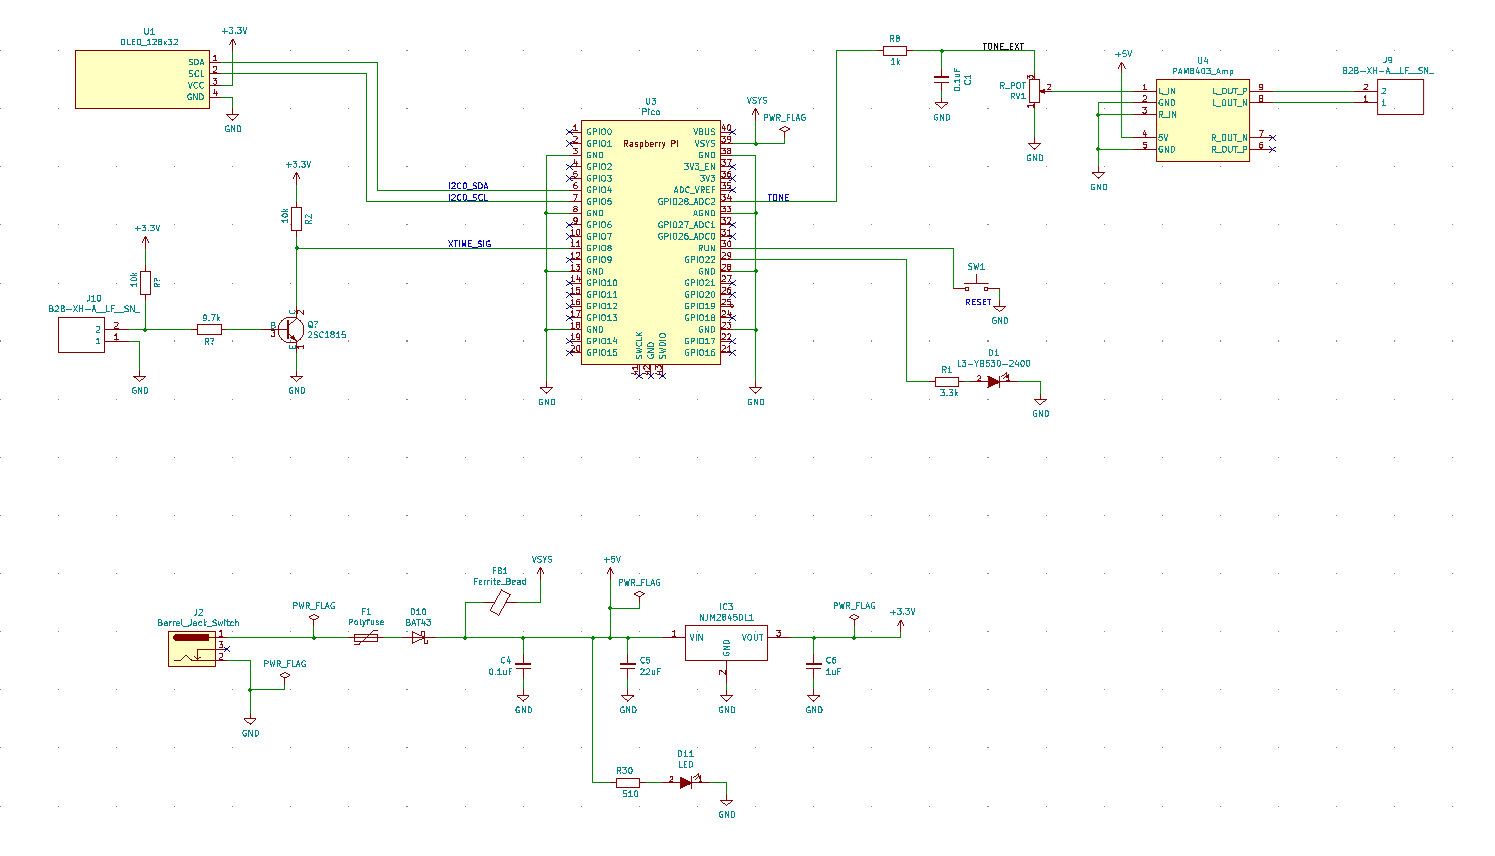 U1
OLED_128x32
+3.3V
SDA 1
SCL 2
VCC 3
GND 4
GND
+3.3V
10k
R2
+3.3V
10k
R?
J10
B2B-XH-A__LF__SN_
2 2
1 1
GND
9.7k
R?
B
3
C
2
E
1
Q?
2SC1815
GND
I2C0_SDA
I2C0_SCL
XTIME_SIG
U3
Pico
Raspberry Pi
1 GPIO0
2 GPIO1
3 GND
4 GPIO2
5 GPIO3
6 GPIO4
7 GPIO5
8 GND
9 GPIO6
10 GPIO7
11 GPIO8
12 GPIO9
13 GND
14 GPIO10
15 GPIO11
16 GPIO12
17 GPIO13
18 GND
19 GPIO14
20 GPIO15
VBUS 40
VSYS 39
GND 38
3V3_EN 37
3V3 36
ADC_VREF 35
GPIO28_ADC2 34
AGND 33
GPIO27_ADC1 32
GPIO26_ADC0 31
RUN 30
GPIO22 29
GND 28
GPIO21 27
GPIO20 26
GPIO19 25
GPIO18 24
GND 23
GPIO17 22
GPIO16 21
SWCLK
GND
SWDIO
41
42
43
GND
GND
VSYS
PWR_FLAG
TONE
R8
1k
0.1uF
C1
GND
TONE_EXT
R_POT
RV1
3
2
1
GND
+5V
U4
PAM8403_Amp
1 L_IN
2 GND
3 R_IN
4 5V
5 GND
L_OUT_P 9
L_OUT_N 8
R_OUT_N 7
R_OUT_P 6
GND
J9
B2B-XH-A__LF__SN_
2 2
1 1
SW1
RESET
GND
R1
3.3k
D1
L3-YB530-2400
2
1
GND
J2
Barrel_Jack_Switch
1
3
2
PWR_FLAG
PWR_FLAG
GND
F1
Polyfuse
D10
BAT43
FB1
Ferrite_Bead
VSYS
C4
0.1uF
GND
+5V
PWR_FLAG
C5
22uF
GND
IC3
NJM2845DL1
1 VIN
VOUT 3
GND
2
GND
PWR_FLAG
+3.3V
C6
1uF
GND
R30
510
D11
LED
2
1
GND